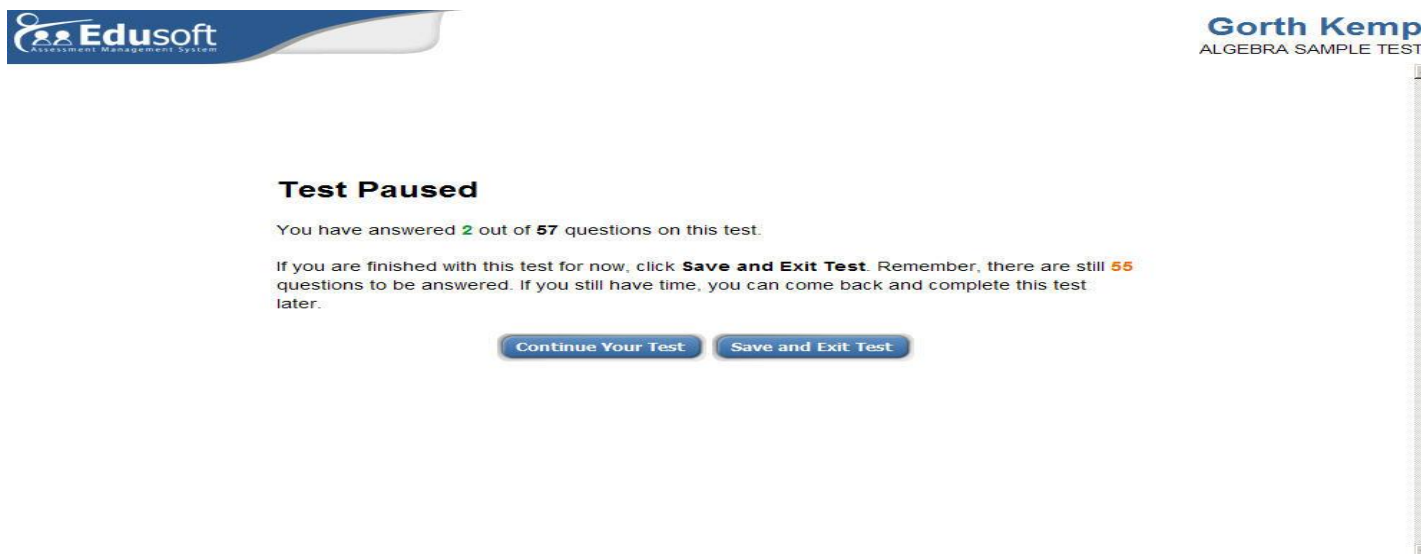 Edusoft
Assessment Management System
Gorth Kemp
ALGEBRA SAMPLE TEST
Test Paused
You have answered 2 out of 57 questions on this test.
If you are finished with this test for now, click Save and Exit Test. Remember, there are still 55
questions to be answered. If you still have time, you can come back and complete this test
later.
Continue Your Test
Save and Exit Test